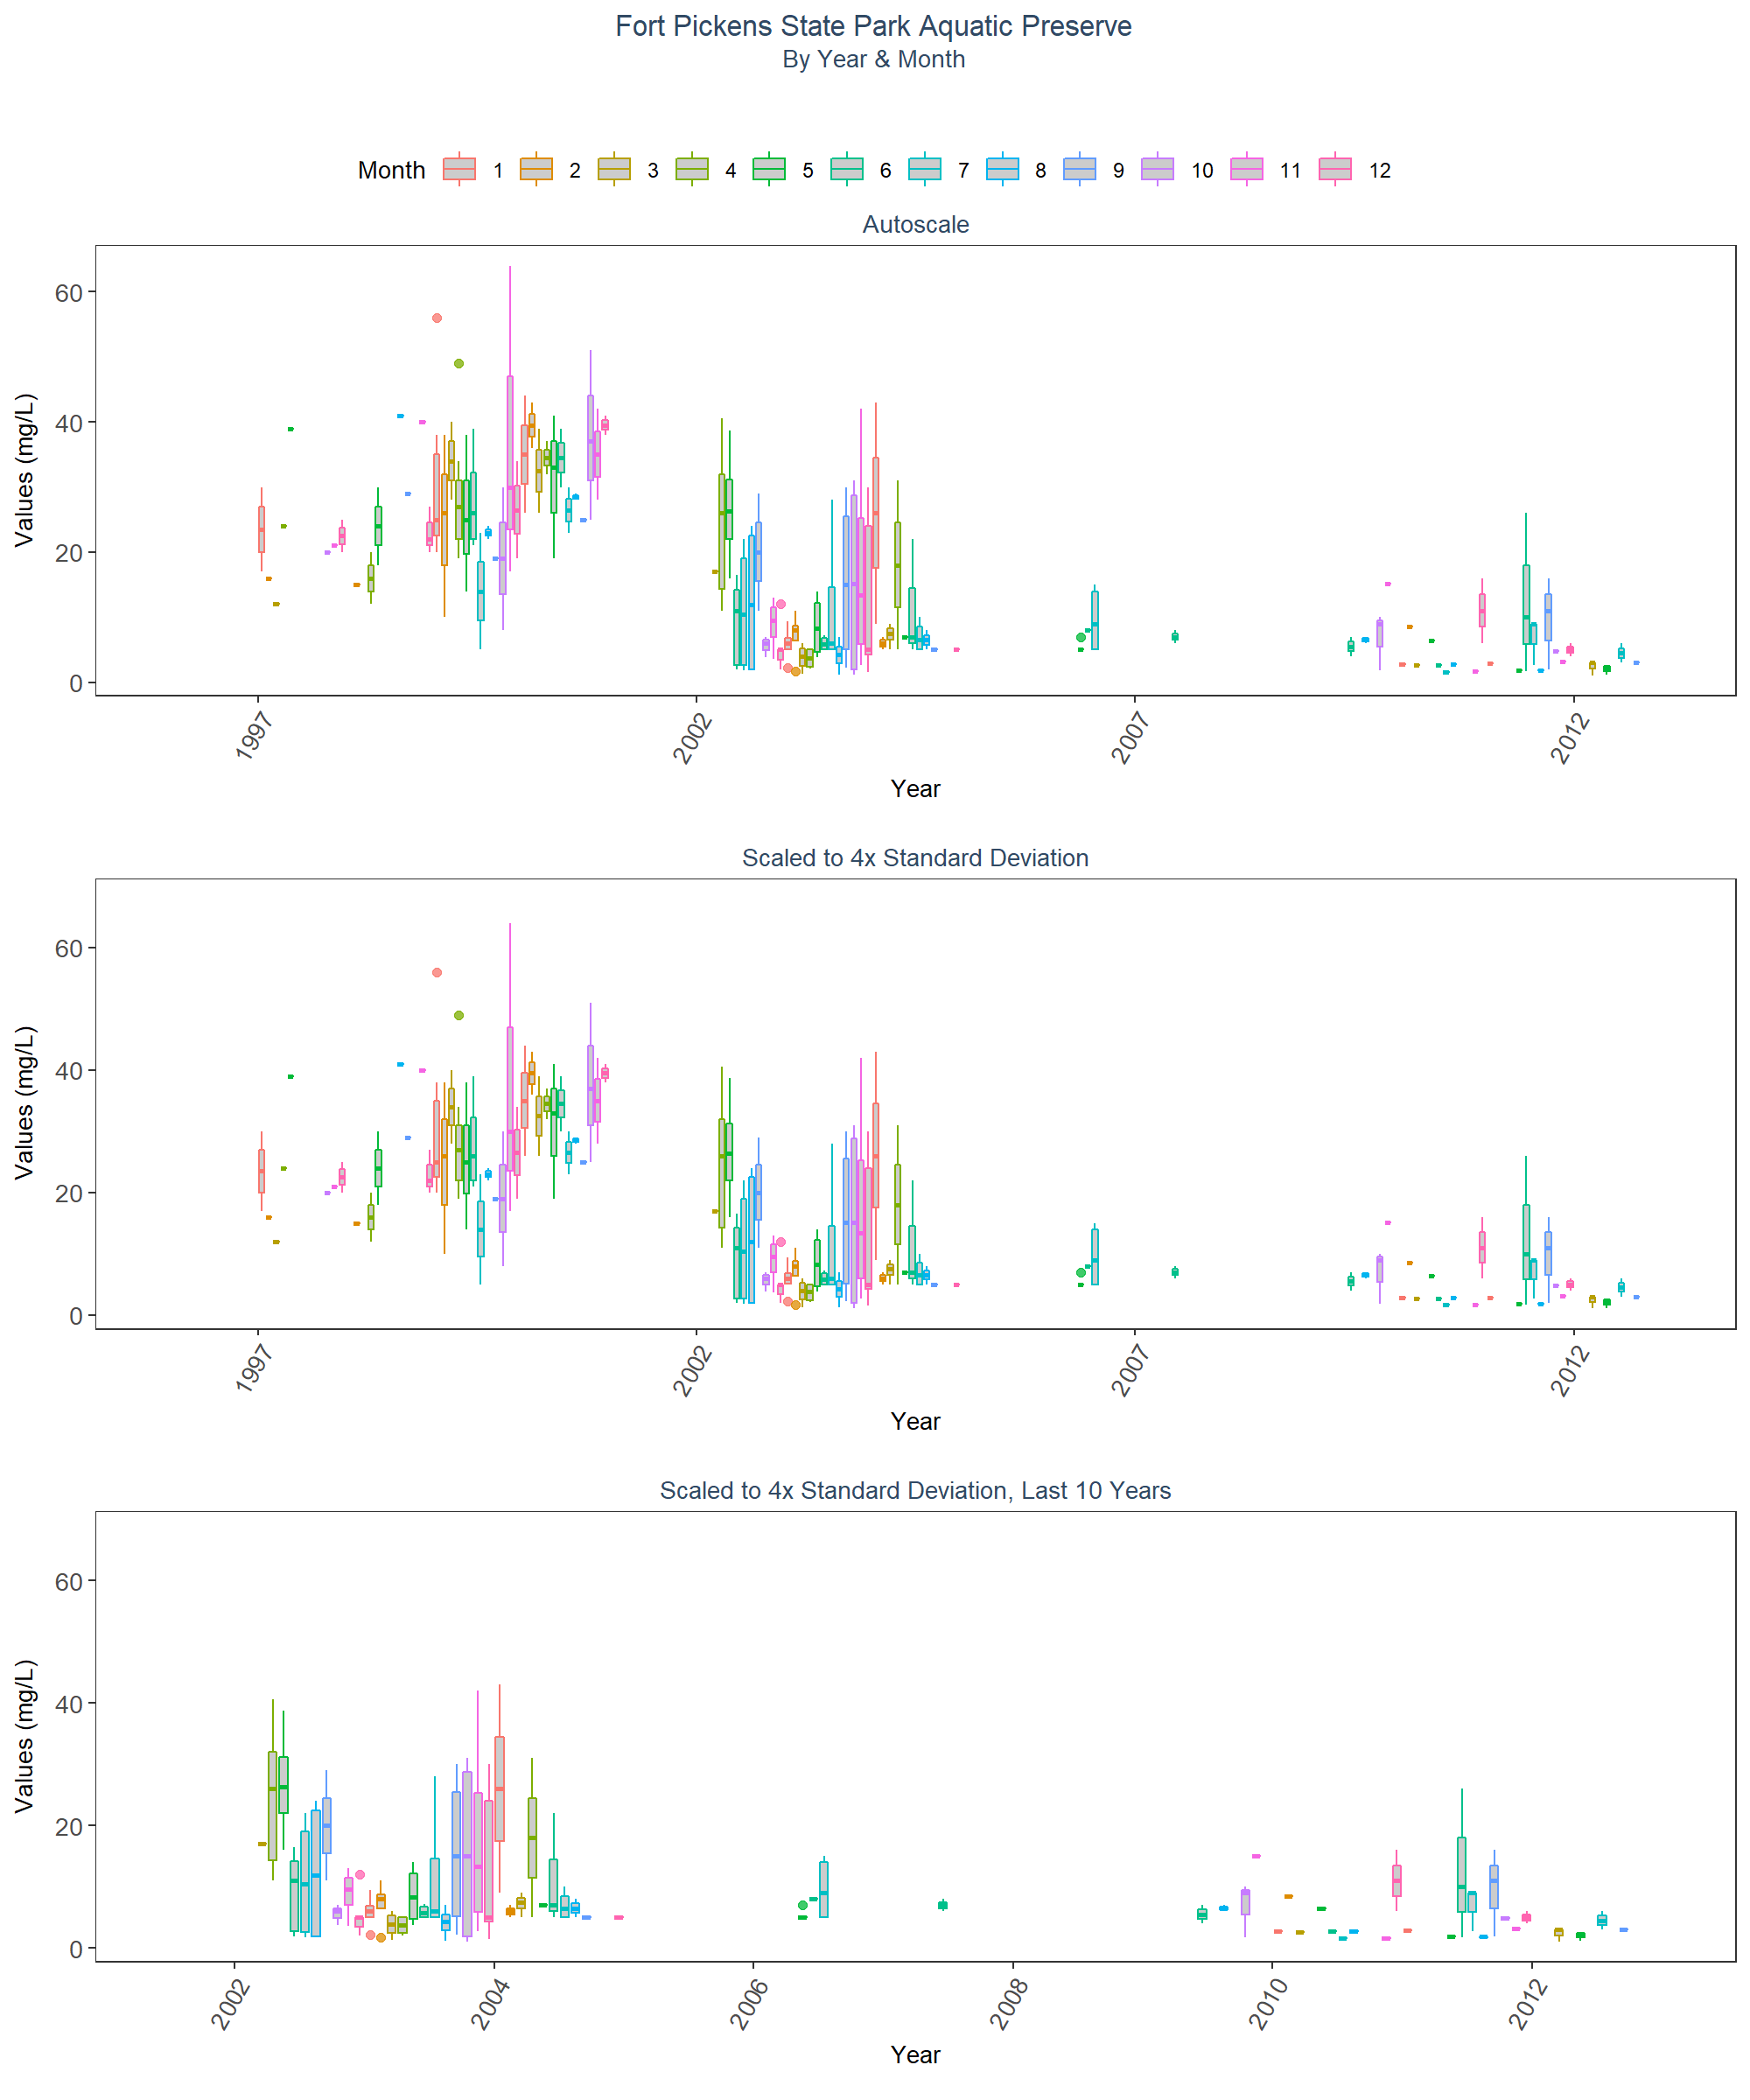 Fort Pickens State Park Aquatic Preserve
By Year & Month
Month 1 2 3 4 5 6 7 8 9 10 11 12
Autoscale
Values (mg/L)
60
40
20
0
1997 2002 2007 2012
Year
Scaled to 4x Standard Deviation
Values (mg/L)
60
40
20
0
1997 2002 2007 2012
Year
Scaled to 4x Standard Deviation, Last 10 Years
Values (mg/L)
60
40
20
0
2002 2004 2006 2008 2010 2012
Year